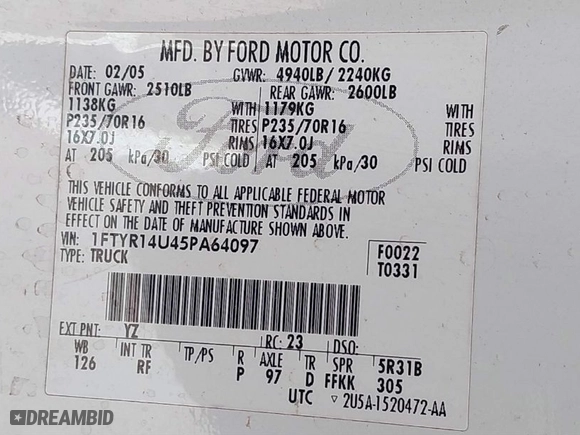 MFD. BY FORD MOTOR CO.
DATE: 02/05 GVWR: 4940LB/ 2240KG
FRONT GAWR: 2510LB REAR GAWR: 2600LB
1138KG WITH 1179KG WITH
P235/70R16 TIRES P235/70R16 TIRES
16X7.0J RIMS 16X7.0J RIMS
AT 205 kPa/30 PSI COLD AT 205 kPa/30 PSI COLD
Ford
THIS VEHICLE CONFORMS TO ALL APPLICABLE FEDERAL MOTOR
VEHICLE SAFETY AND THEFT PREVENTION STANDARDS IN
EFFECT ON THE DATE OF MANUFACTURE SHOWN ABOVE.
VIN: 1FTYR14U45PA64097 F0022
TYPE: TRUCK T0331
EXT PNT: YZ RC: 23 DSO:
WB INT TR TP/PS R AXLE TR SPR 5R31B
126 RF P 97 D FFKK 305
UTC 2U5A-1520472-AA
DREAMBID